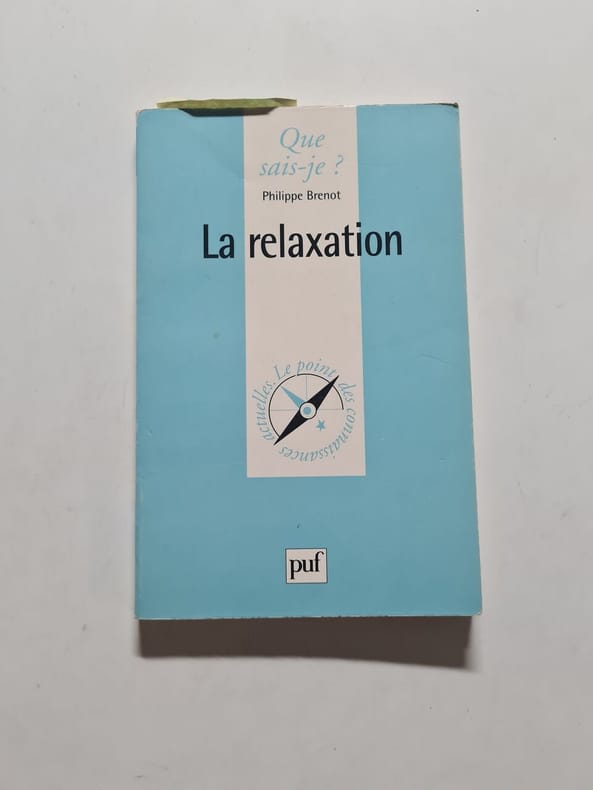 Que
sais-je ?
Philippe Brenot
La relaxation
Le point des connaissances actuelles.
puf